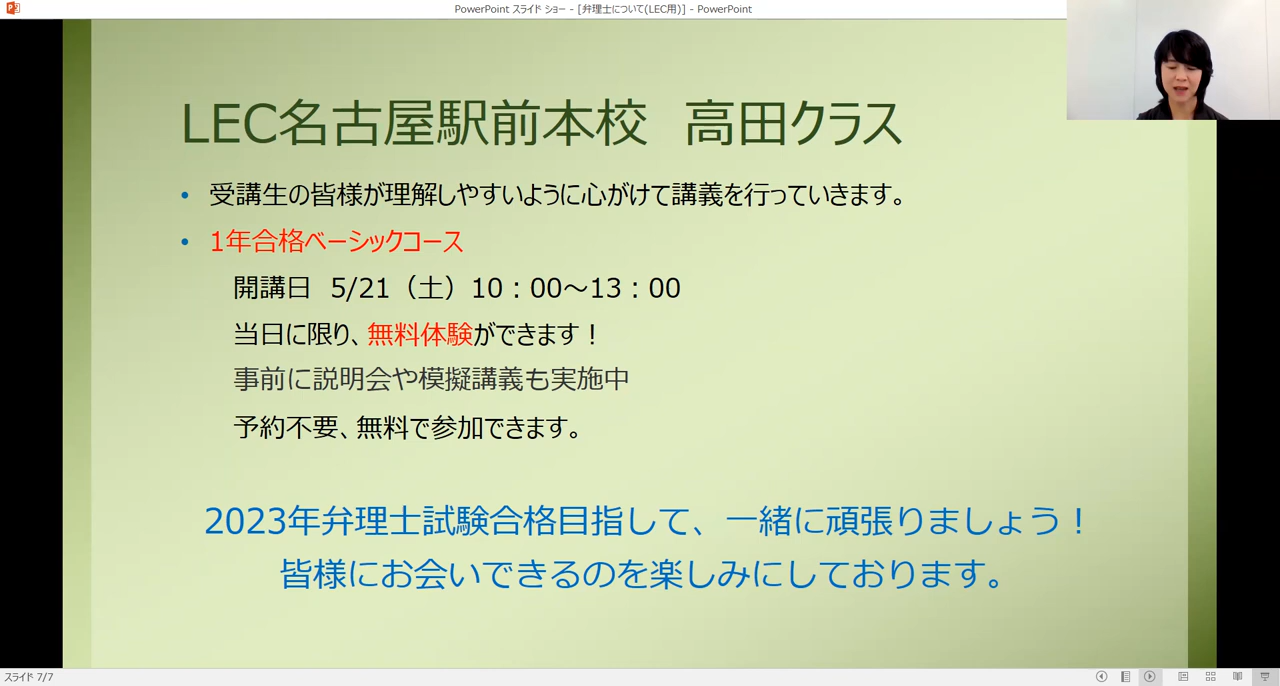 PowerPoint スライド ショー - [弁理士について(LEC用)] - PowerPoint
LEC名古屋駅前本校　高田クラス
• 受講生の皆様が理解しやすいように心がけて講義を行っていきます。
• 1年合格ベーシックコース
開講日　5/21（土）10：00～13：00
当日に限り、無料体験ができます！
事前に説明会や模擬講義も実施中
予約不要、無料で参加できます。
2023年弁理士試験合格目指して、一緒に頑張りましょう！
皆様にお会いできるのを楽しみにしております。
スライド 7/7